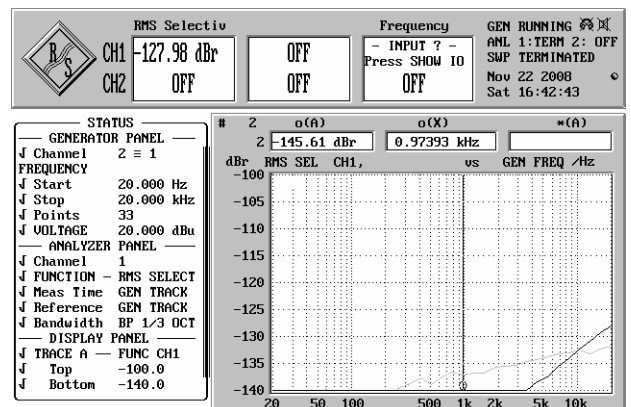 RMS Selectiv
Frequency
GEN RUNNING
R&S
CH1 -127.98 dBr
OFF
- INPUT ? -
Press SHOW IO
ANL 1:TERM 2: OFF
SWP TERMINATED
CH2 OFF
OFF
OFF
Nov 22 2008
Sat 16:42:43
STATUS
GENERATOR PANEL
Channel 2 ≡ 1
FREQUENCY
Start 20.000 Hz
Stop 20.000 kHz
Points 33
VOLTAGE 20.000 dBu
ANALYZER PANEL
Channel 1
FUNCTION - RMS SELECT
Meas Time GEN TRACK
Reference GEN TRACK
Bandwidth BP 1/3 OCT
DISPLAY PANEL
TRACE A — FUNC CH1
Top -100.0
Bottom -140.0
# 2 o(A) o(X) *(A)
2 -145.61 dBr 0.97393 kHz
dBr RMS SEL CH1, vs GEN FREQ /Hz
-100
-105
-110
-115
-120
-125
-130
-135
-140
20 50 100 500 1k 2k 5k 10k